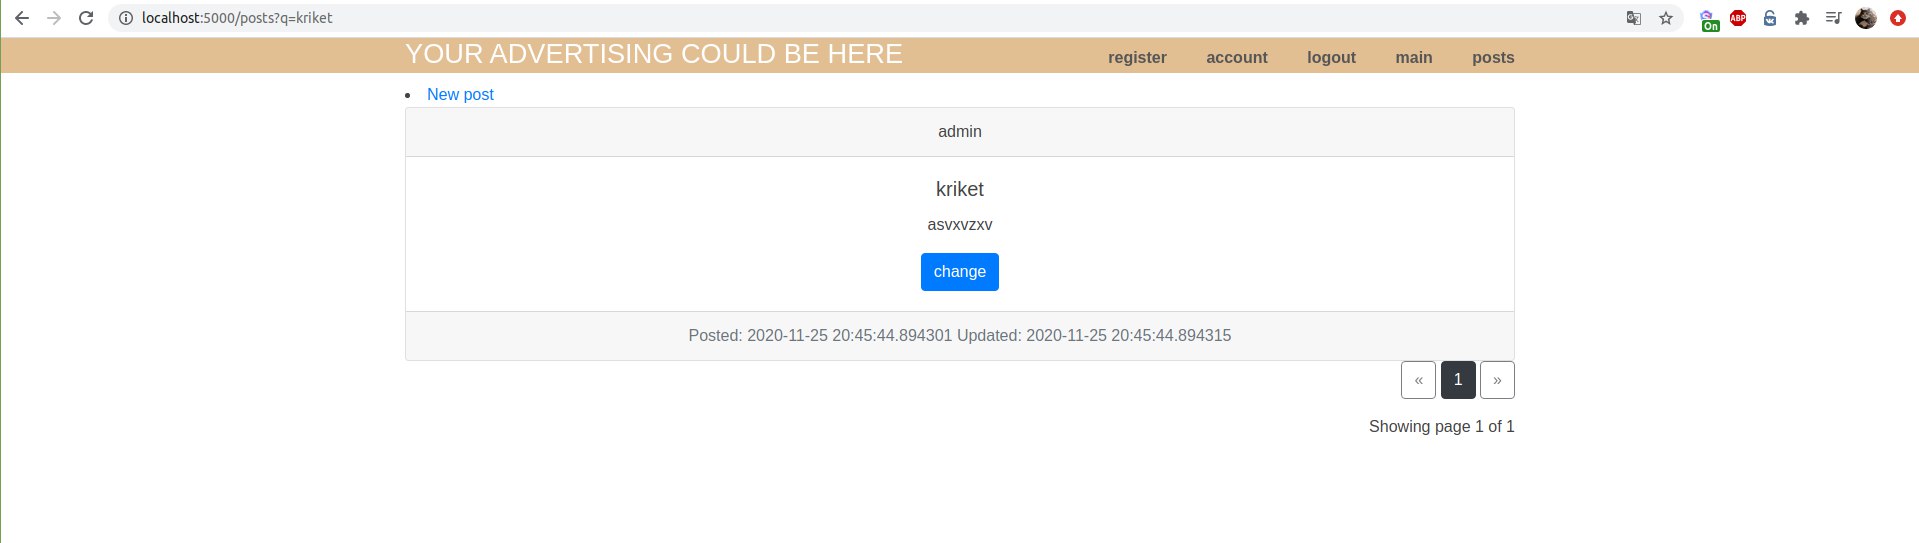 localhost:5000/posts?q=kriket
On
ABP
YOUR ADVERTISING COULD BE HERE register account logout main posts
New post
admin
kriket
asvxvzxv
change
Posted: 2020-11-25 20:45:44.894301 Updated: 2020-11-25 20:45:44.894315
« 1 »
Showing page 1 of 1